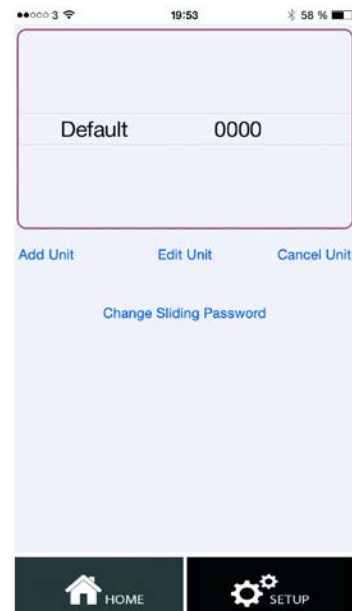 3 19:53 58 %
Default 0000
Add Unit Edit Unit Cancel Unit
Change Sliding Password
HOME SETUP